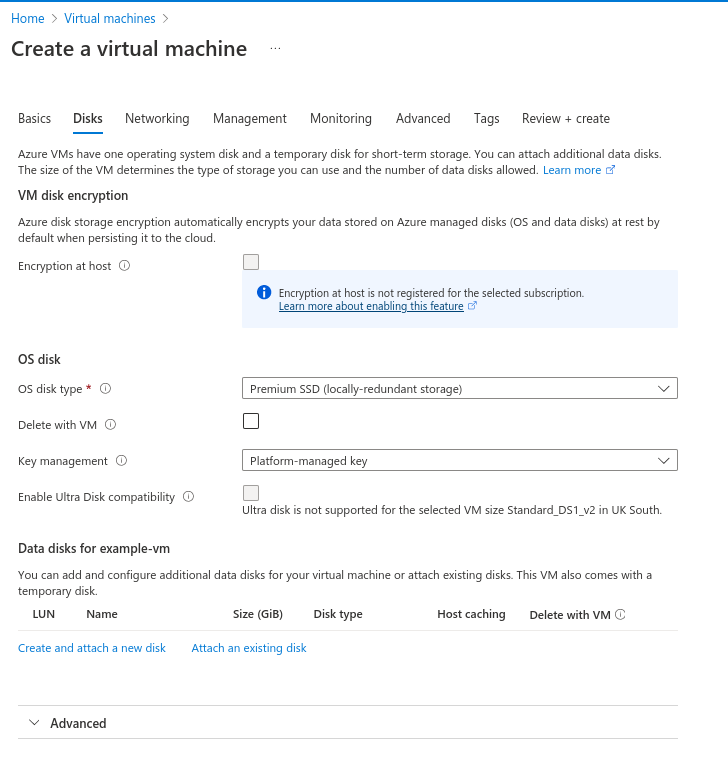 Home > Virtual machines >
Create a virtual machine ...
Basics Disks Networking Management Monitoring Advanced Tags Review + create
Azure VMs have one operating system disk and a temporary disk for short-term storage. You can attach additional data disks.
The size of the VM determines the type of storage you can use and the number of data disks allowed. Learn more
VM disk encryption
Azure disk storage encryption automatically encrypts your data stored on Azure managed disks (OS and data disks) at rest by
default when persisting it to the cloud.
Encryption at host
Encryption at host is not registered for the selected subscription.
Learn more about enabling this feature
OS disk
OS disk type * Premium SSD (locally-redundant storage)
Delete with VM
Key management Platform-managed key
Enable Ultra Disk compatibility
Ultra disk is not supported for the selected VM size Standard_DS1_v2 in UK South.
Data disks for example-vm
You can add and configure additional data disks for your virtual machine or attach existing disks. This VM also comes with a
temporary disk.
LUN Name Size (GiB) Disk type Host caching Delete with VM
Create and attach a new disk Attach an existing disk
Advanced